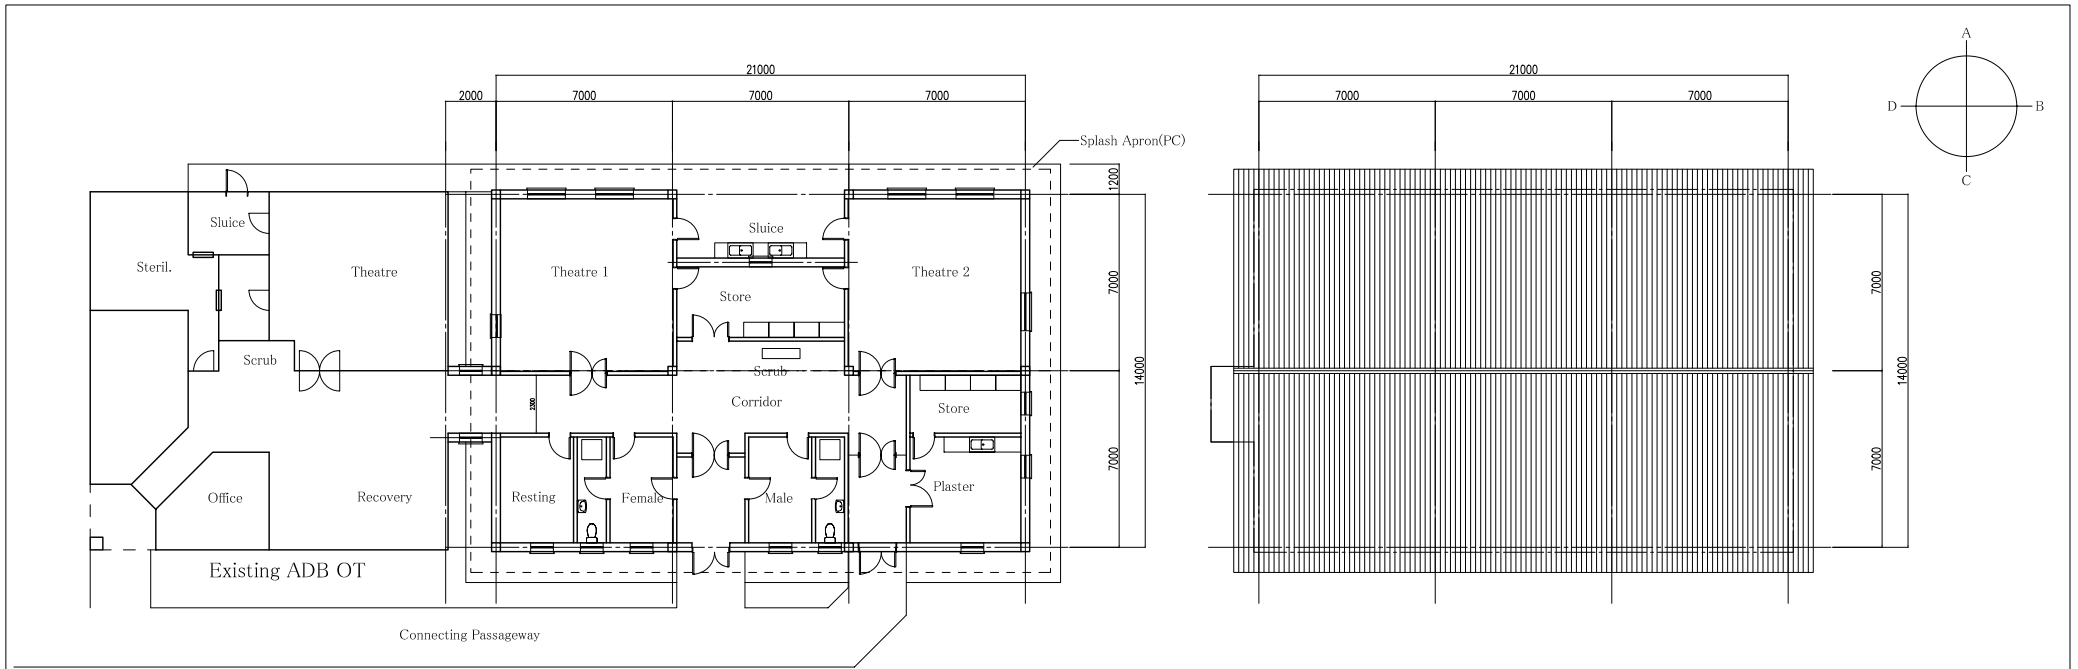 A
21000
21000
2000
7000
7000
7000
7000
7000
7000
D
B
Splash Apron(PC)
1200
C
Sluice
Sluice
Steril.
Theatre
Theatre 1
Theatre 2
7000
7000
Store
Scrub
Scrub
14000
14000
2300
Corridor
Store
7000
7000
Office
Recovery
Resting
Female
Male
Plaster
Existing ADB OT
Connecting Passageway